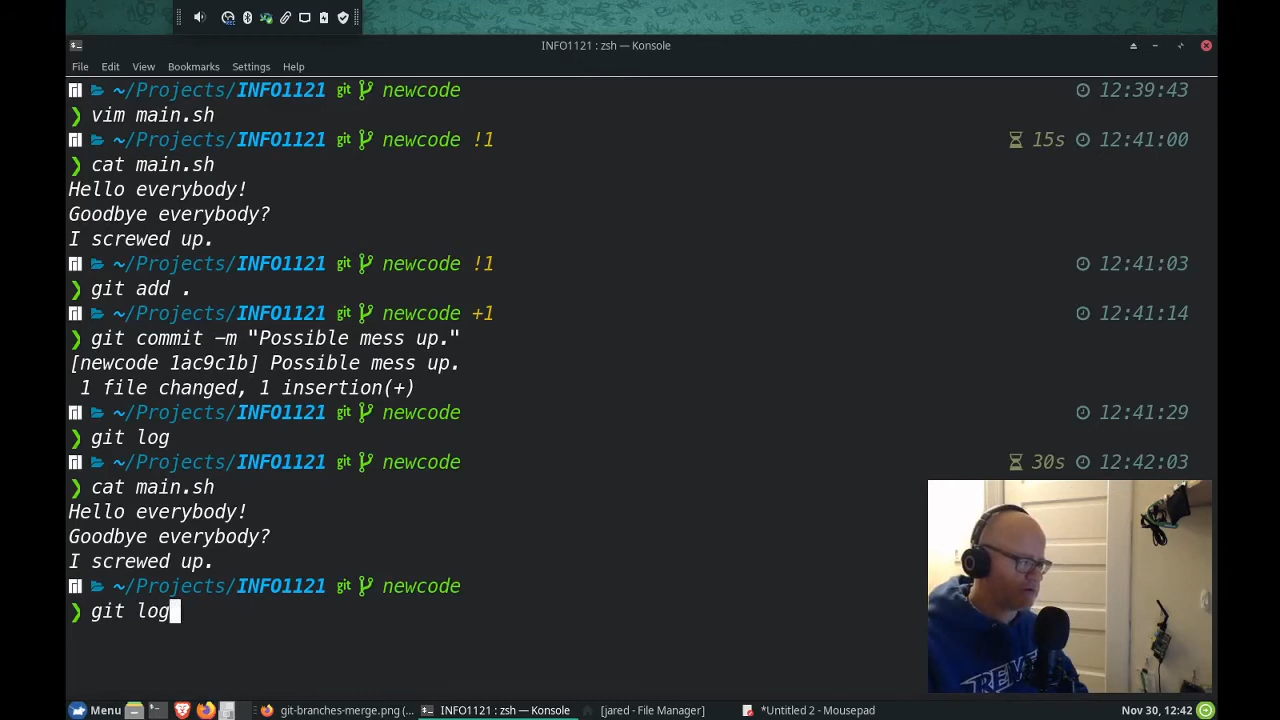 INFO1121 : zsh — Konsole
File Edit View Bookmarks Settings Help
~/Projects/INFO1121 git newcode 12:39:43
❯ vim main.sh
~/Projects/INFO1121 git newcode !1 15s 12:41:00
❯ cat main.sh
Hello everybody!
Goodbye everybody?
I screwed up.
~/Projects/INFO1121 git newcode !1 12:41:03
❯ git add .
~/Projects/INFO1121 git newcode +1 12:41:14
❯ git commit -m "Possible mess up."
[newcode 1ac9c1b] Possible mess up.
1 file changed, 1 insertion(+)
~/Projects/INFO1121 git newcode 12:41:29
❯ git log
~/Projects/INFO1121 git newcode 30s 12:42:03
❯ cat main.sh
Hello everybody!
Goodbye everybody?
I screwed up.
~/Projects/INFO1121 git newcode
❯ git log
Menu git-branches-merge.png (... INFO1121 : zsh — Konsole [jared - File Manager] *Untitled 2 - Mousepad Nov 30, 12:42